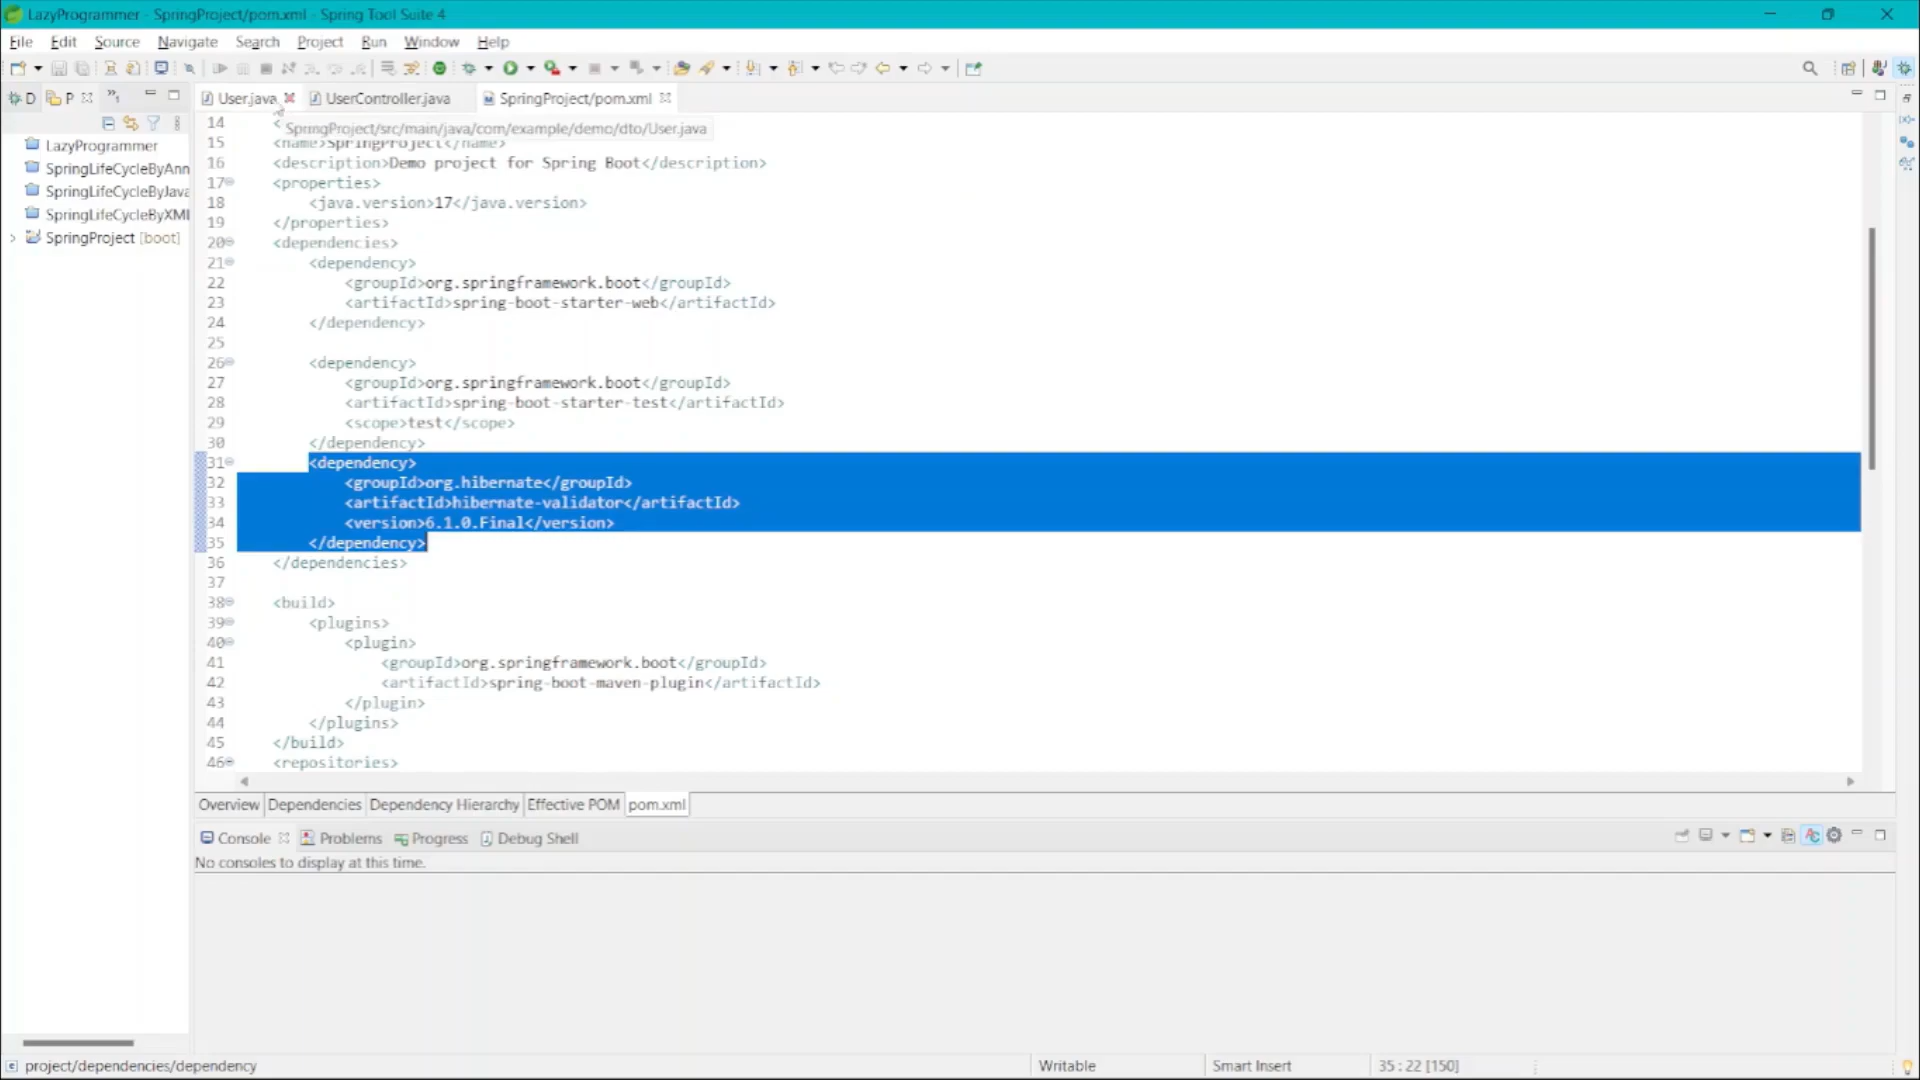 LazyProgrammer - SpringProject/pom.xml - Spring Tool Suite 4
File Edit Source Navigate Search Project Run Window Help
D P User.java UserController.java SpringProject/pom.xml
SpringProject/src/main/java/com/example/demo/dto/User.java
LazyProgrammer
SpringLifeCycleByAnn
SpringLifeCycleByJava
SpringLifeCycleByXML
SpringProject [boot]
14 <
15 <name>SpringProject</name>
16 <description>Demo project for Spring Boot</description>
17 <properties>
18 <java.version>17</java.version>
19 </properties>
20 <dependencies>
21 <dependency>
22 <groupId>org.springframework.boot</groupId>
23 <artifactId>spring-boot-starter-web</artifactId>
24 </dependency>
25
26 <dependency>
27 <groupId>org.springframework.boot</groupId>
28 <artifactId>spring-boot-starter-test</artifactId>
29 <scope>test</scope>
30 </dependency>
31 <dependency>
32 <groupId>org.hibernate</groupId>
33 <artifactId>hibernate-validator</artifactId>
34 <version>6.1.0.Final</version>
35 </dependency>
36 </dependencies>
37
38 <build>
39 <plugins>
40 <plugin>
41 <groupId>org.springframework.boot</groupId>
42 <artifactId>spring-boot-maven-plugin</artifactId>
43 </plugin>
44 </plugins>
45 </build>
46 <repositories>
Overview Dependencies Dependency Hierarchy Effective POM pom.xml
Console Problems Progress Debug Shell
No consoles to display at this time.
project/dependencies/dependency Writable Smart Insert 35 : 22 [150]